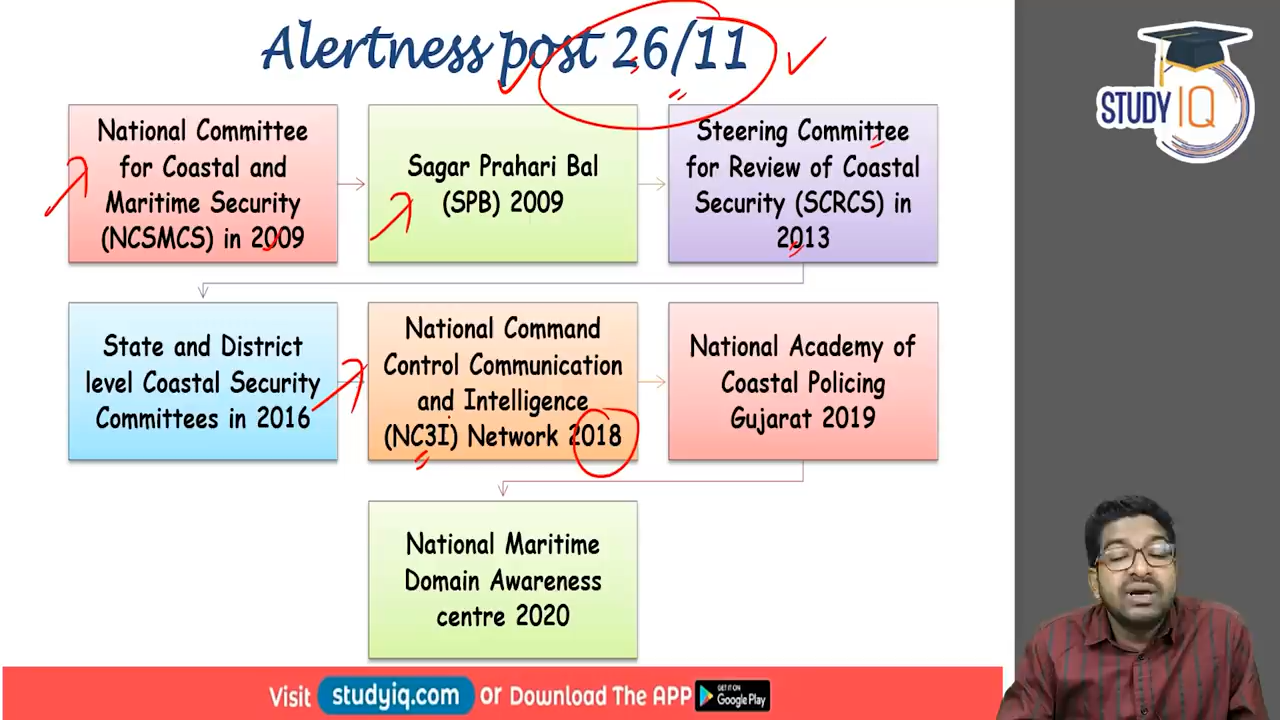 Alertness post 26/11
STUDY IQ
National Committee
for Coastal and
Maritime Security
(NCSMCS) in 2009
Sagar Prahari Bal
(SPB) 2009
Steering Committee
for Review of Coastal
Security (SCRCS) in
2013
State and District
level Coastal Security
Committees in 2016
National Command
Control Communication
and Intelligence
(NC3I) Network 2018
National Academy of
Coastal Policing
Gujarat 2019
National Maritime
Domain Awareness
centre 2020
Visit studyiq.com or Download The APP GET IT ON Google Play